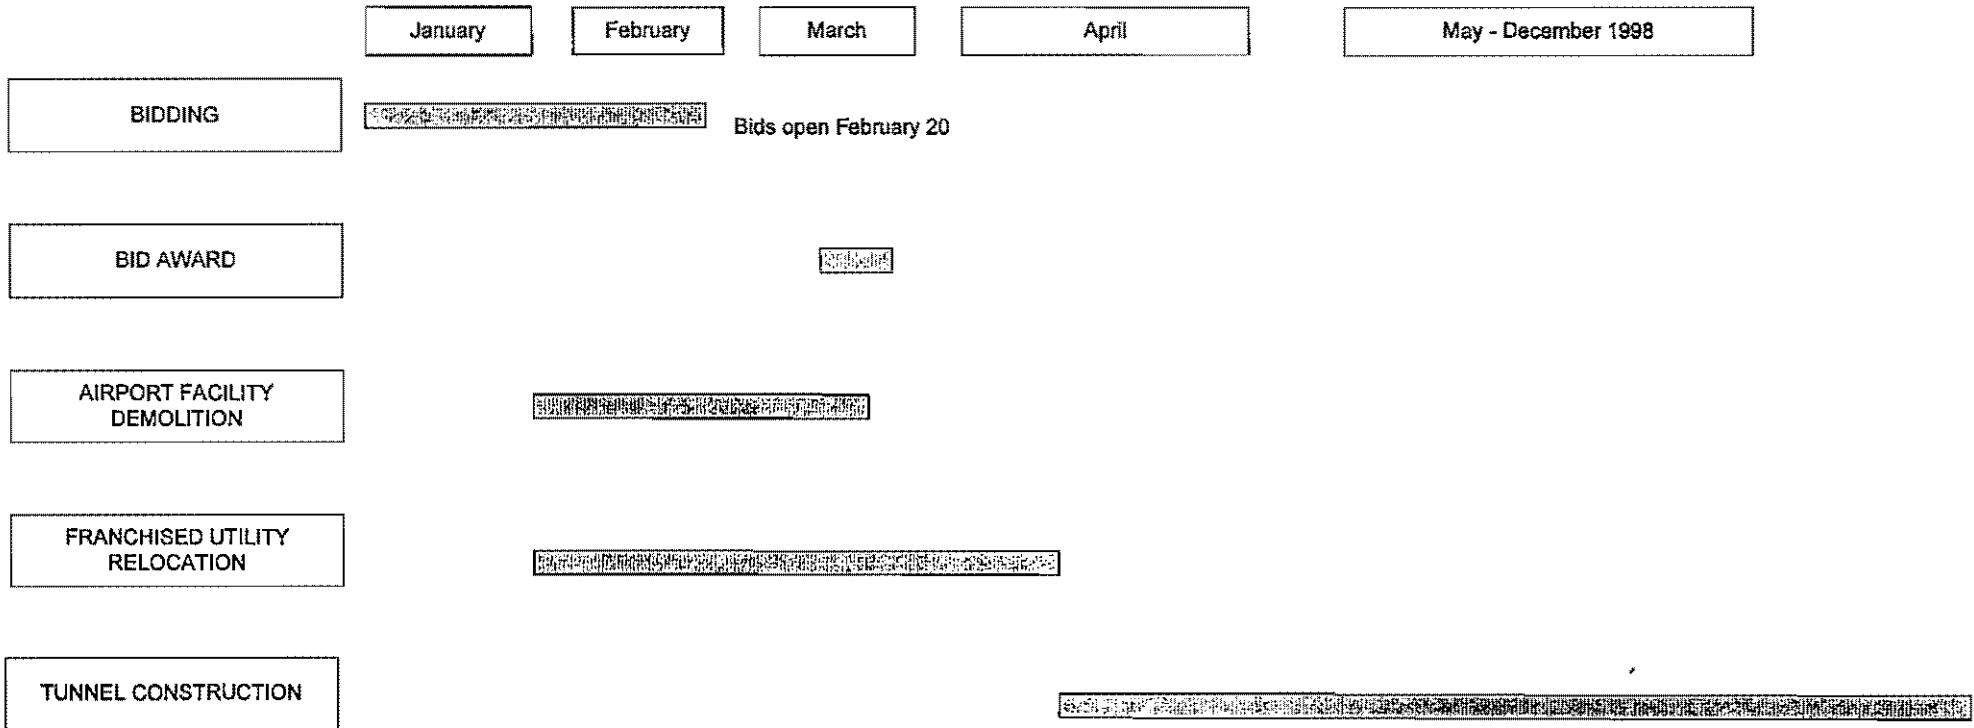 January
February
March
April
May - December 1998
BIDDING
Bids open February 20
BID AWARD
AIRPORT FACILITY
DEMOLITION
FRANCHISED UTILITY
RELOCATION
TUNNEL CONSTRUCTION